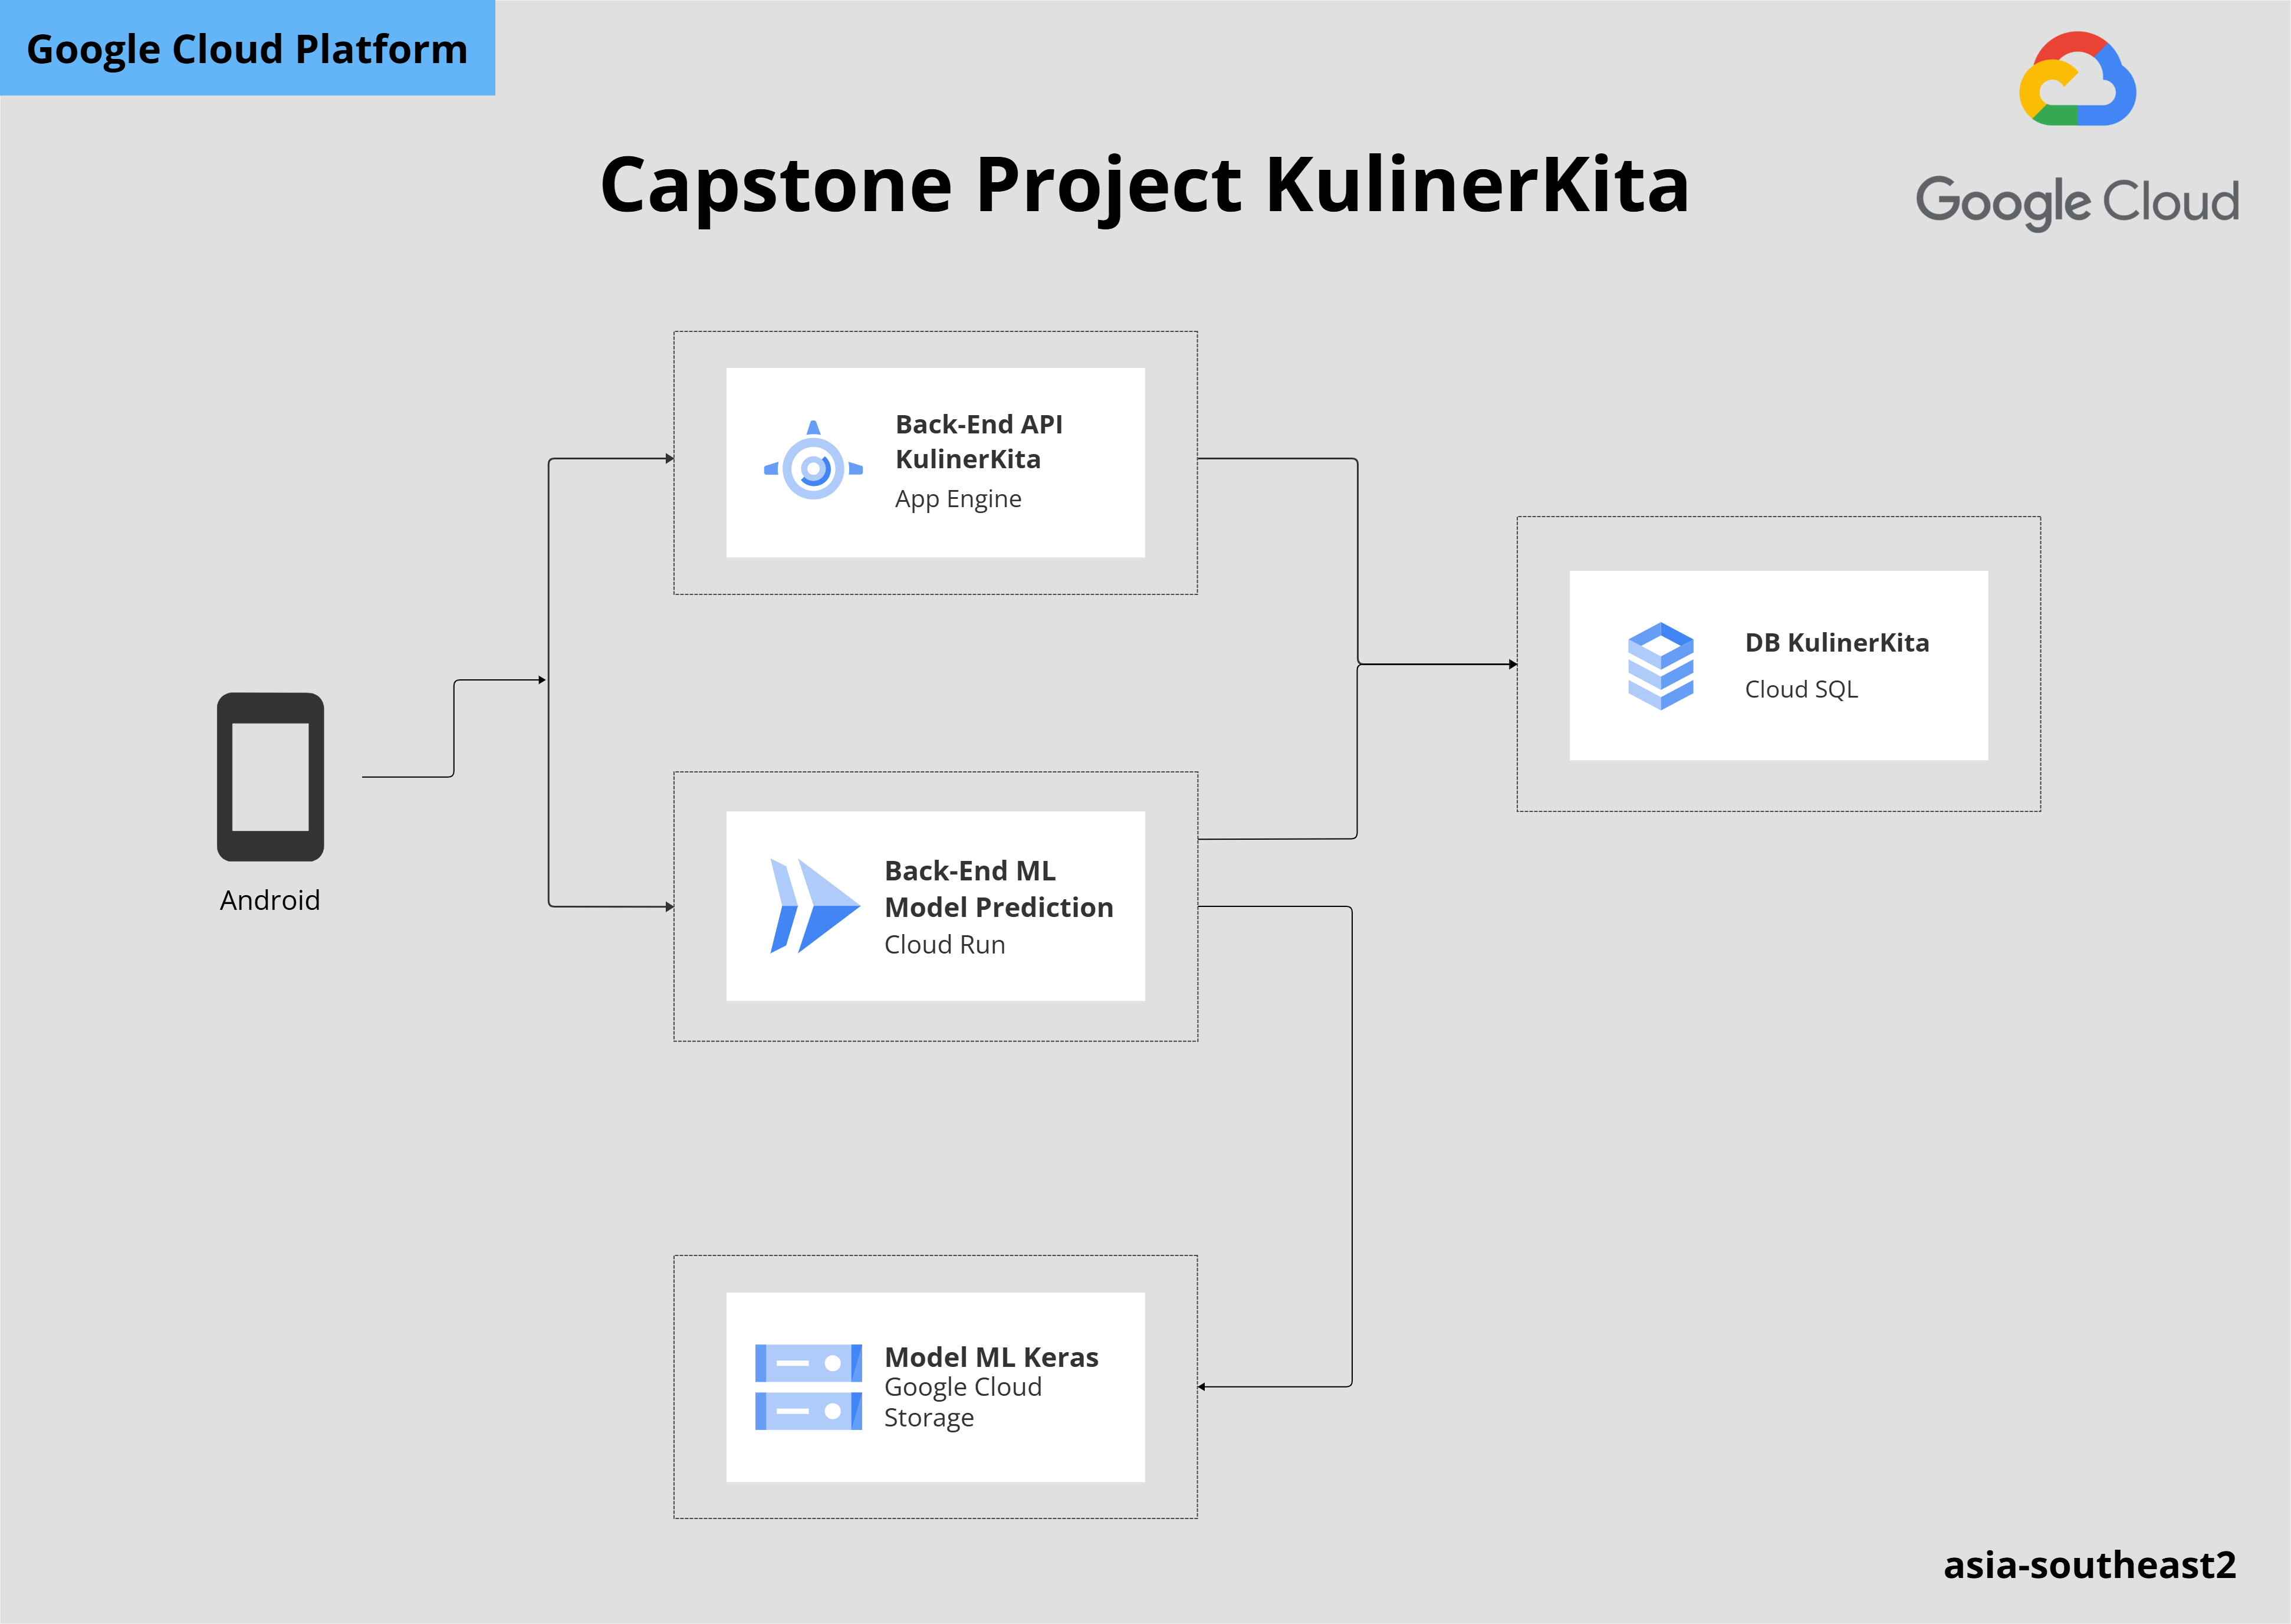 Google Cloud Platform
Google Cloud
Capstone Project KulinerKita
Back-End API
KulinerKita
App Engine
DB KulinerKita
Cloud SQL
Android
Back-End ML
Model Prediction
Cloud Run
Model ML Keras
Google Cloud
Storage
asia-southeast2